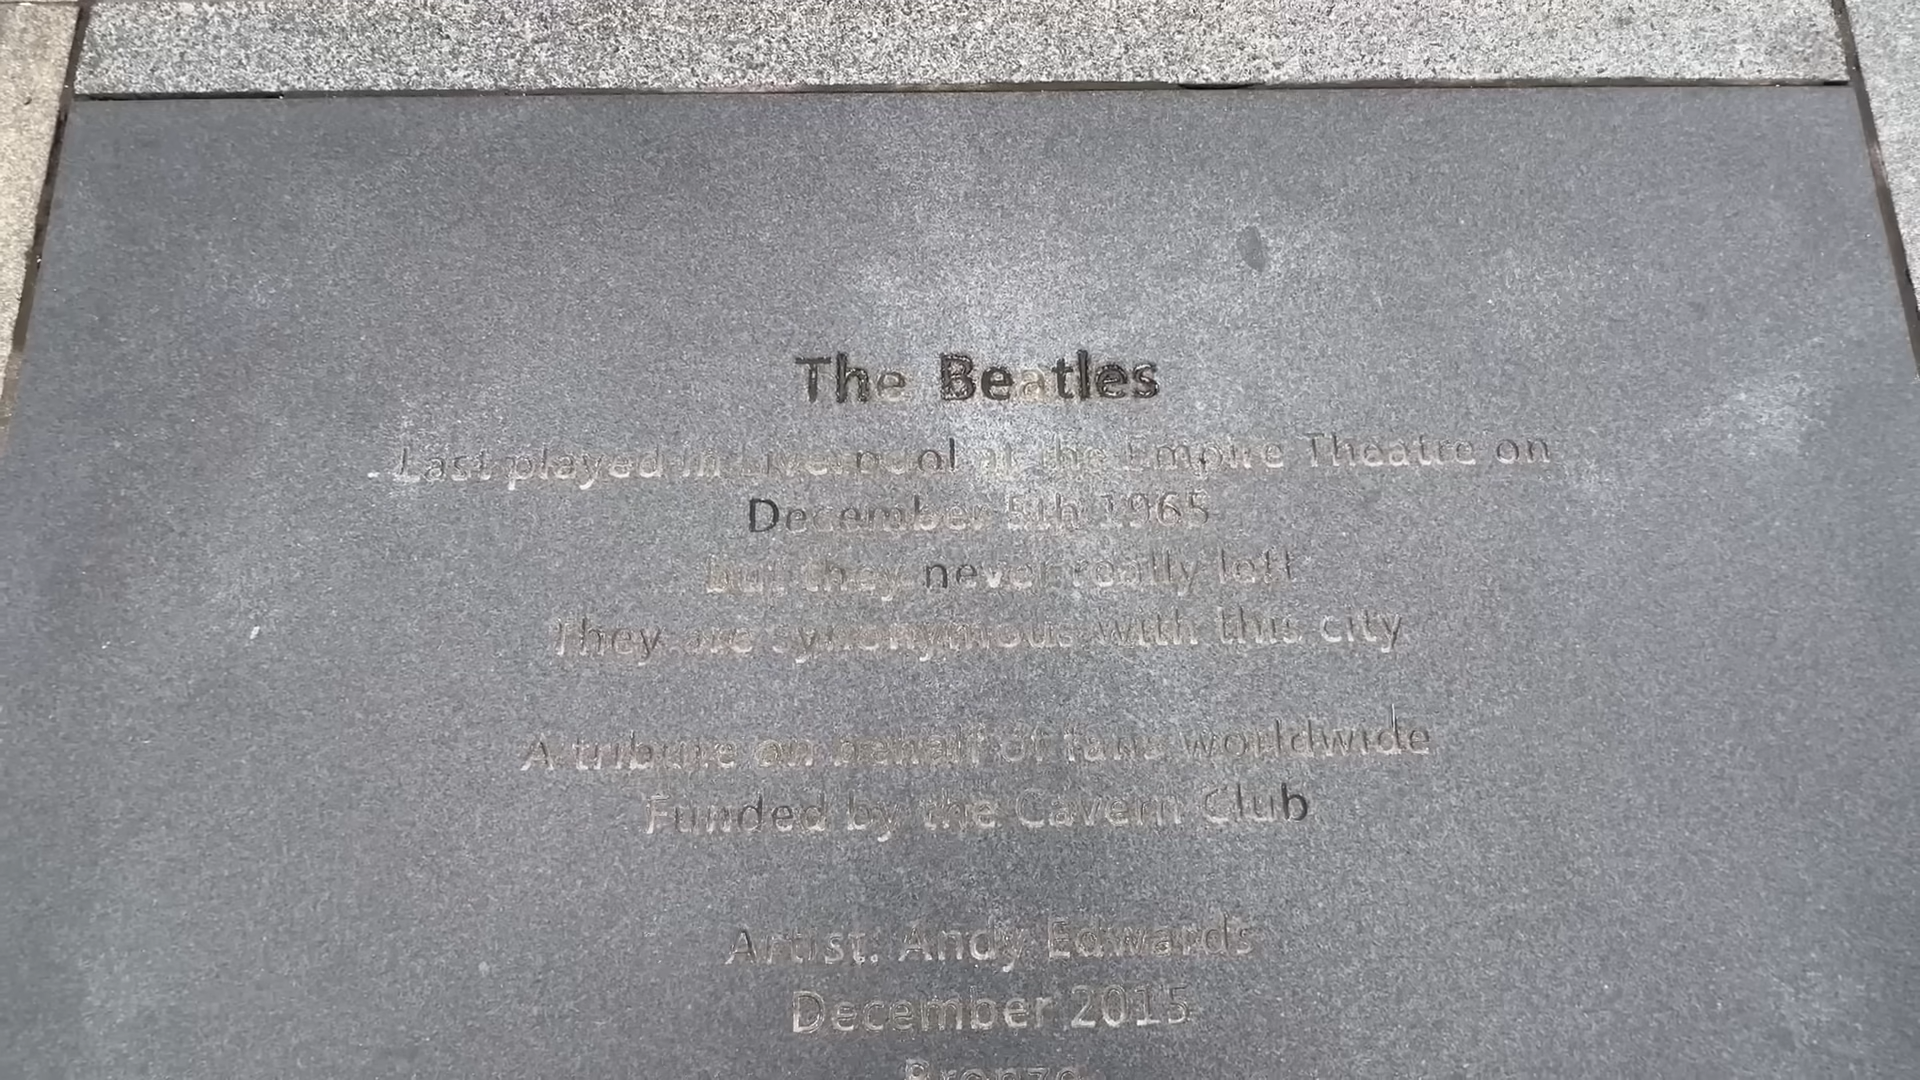 The Beatles
Last played in Liverpool at the Empire Theatre on
December 5th 1965
but they never really left
They are synonymous with this city
A tribute on behalf of fans worldwide
Funded by the Cavern Club
Artist: Andy Edwards
December 2015
Bronze